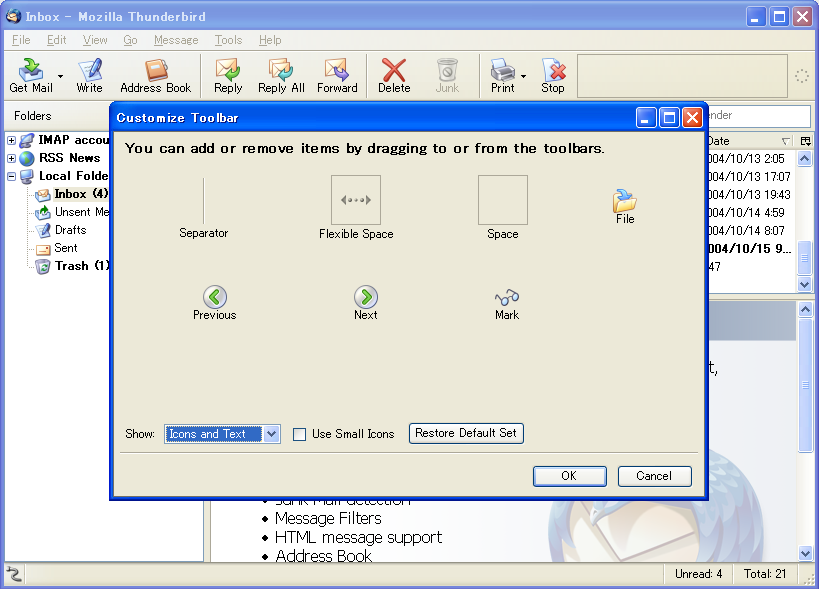 Inbox - Mozilla Thunderbird
File Edit View Go Message Tools Help
Get Mail Write Address Book Reply Reply All Forward Delete Junk Print Stop
Folders
IMAP accou
RSS News
Local Folde
Inbox (4)
Unsent Me
Drafts
Sent
Trash (1)
Customize Toolbar
You can add or remove items by dragging to or from the toolbars.
Separator Flexible Space Space File
Previous Next Mark
Show: Icons and Text Use Small Icons Restore Default Set
OK Cancel
ender
Date
004/10/13 2:05
004/10/13 17:07
004/10/13 19:43
004/10/14 4:59
004/10/14 8:07
004/10/15 9...
47
t,
• Junk Mail detection
• Message Filters
• HTML message support
• Address Book
Unread: 4 Total: 21